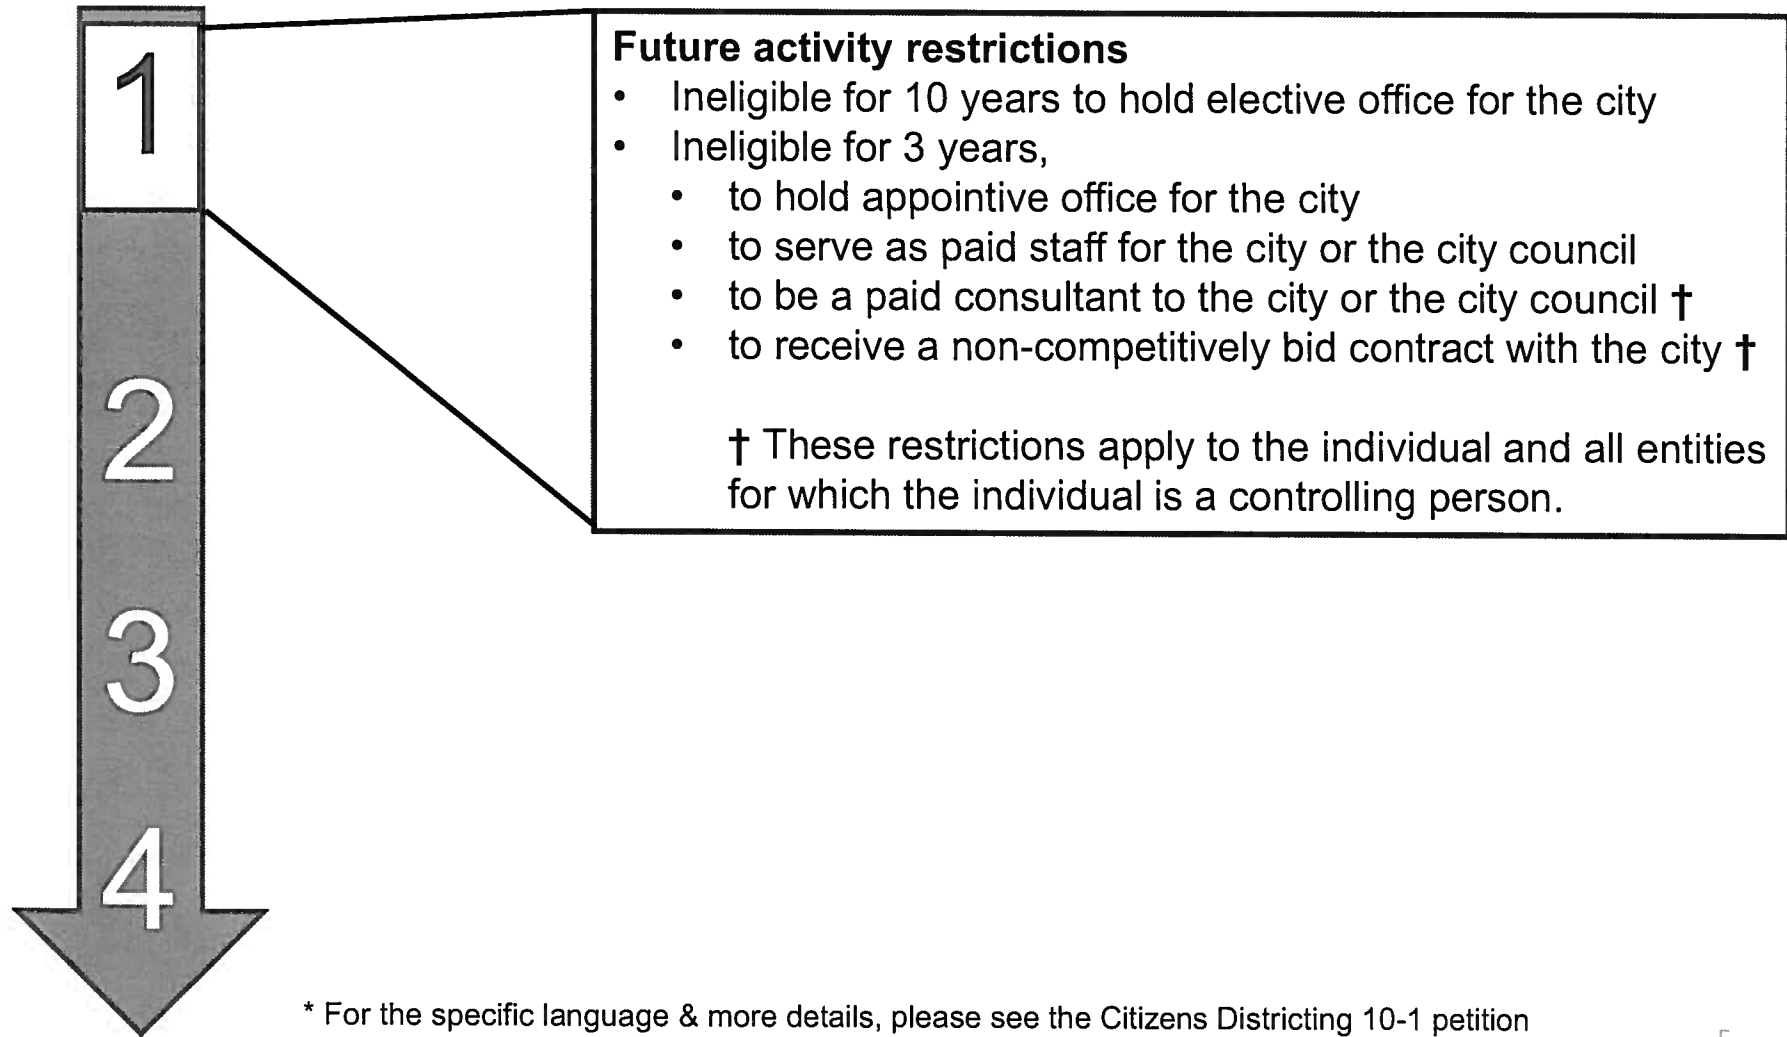 1
2
3
4
Future activity restrictions
• Ineligible for 10 years to hold elective office for the city
• Ineligible for 3 years,
• to hold appointive office for the city
• to serve as paid staff for the city or the city council
• to be a paid consultant to the city or the city council †
• to receive a non-competitively bid contract with the city †
† These restrictions apply to the individual and all entities
for which the individual is a controlling person.
* For the specific language & more details, please see the Citizens Districting 10-1 petition